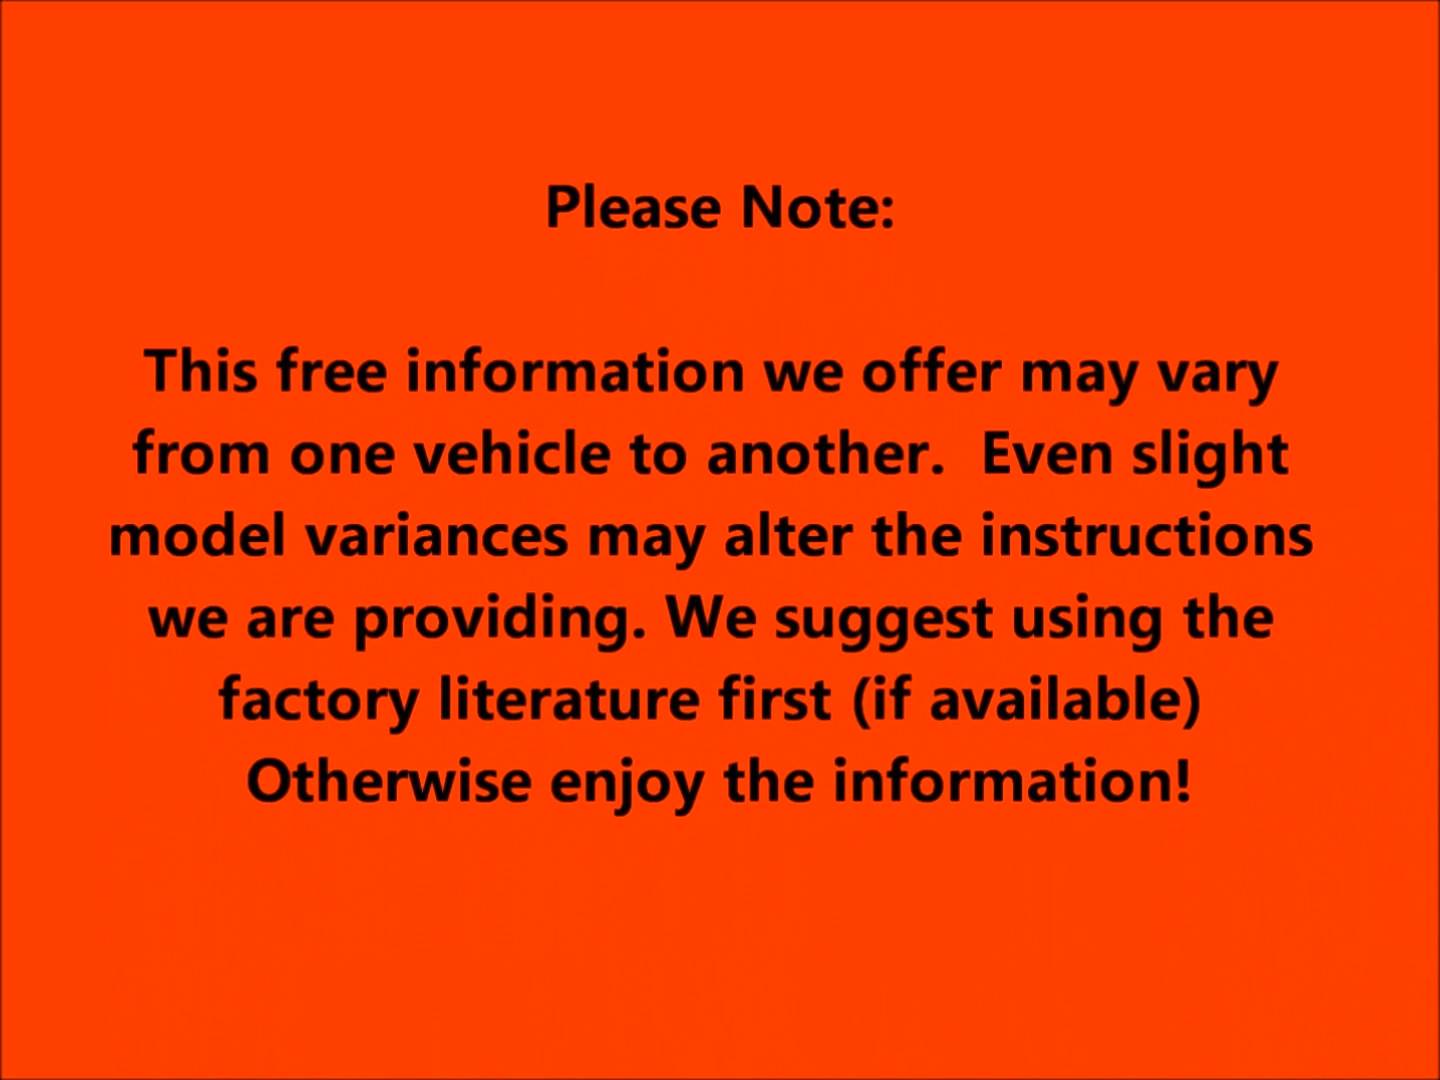 Please Note:
This free information we offer may vary
from one vehicle to another.  Even slight
model variances may alter the instructions
we are providing. We suggest using the
factory literature first (if available)
Otherwise enjoy the information!